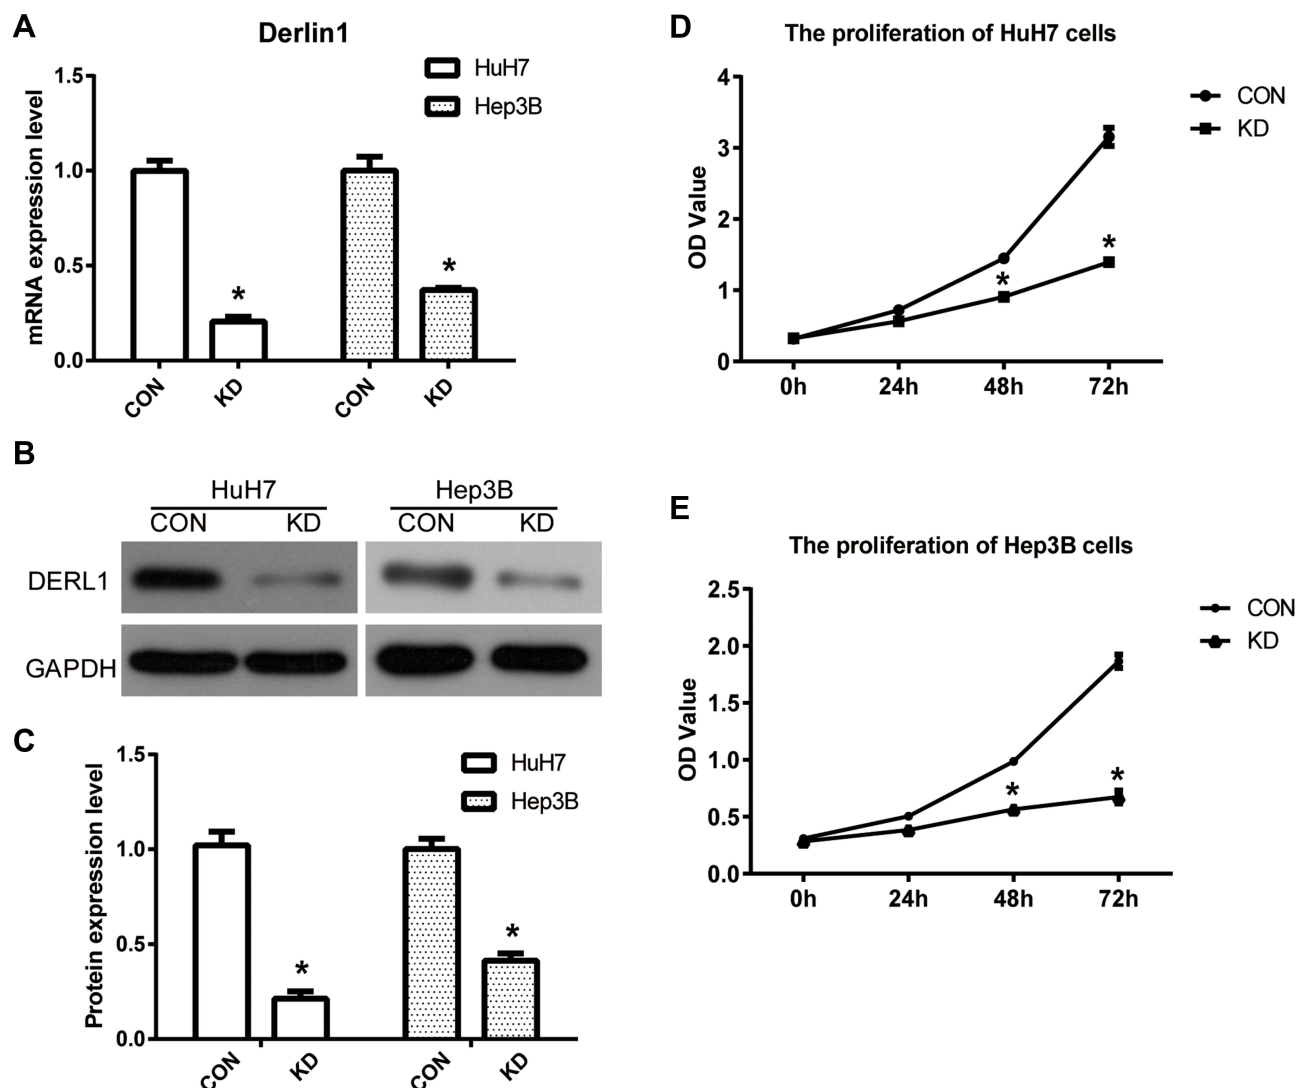 A
Derlin1
HuH7
Hep3B
mRNA expression level
1.5
1.0
0.5
0.0
*
*
CON
KD
CON
KD
B
HuH7
Hep3B
CON
KD
CON
KD
DERL1
GAPDH
C
HuH7
Hep3B
Protein expression level
1.5
1.0
0.5
0.0
*
*
CON
KD
CON
KD
D
The proliferation of HuH7 cells
CON
KD
OD Value
4
3
2
1
0
*
*
0h
24h
48h
72h
E
The proliferation of Hep3B cells
CON
KD
OD Value
2.5
2.0
1.5
1.0
0.5
0.0
*
*
0h
24h
48h
72h